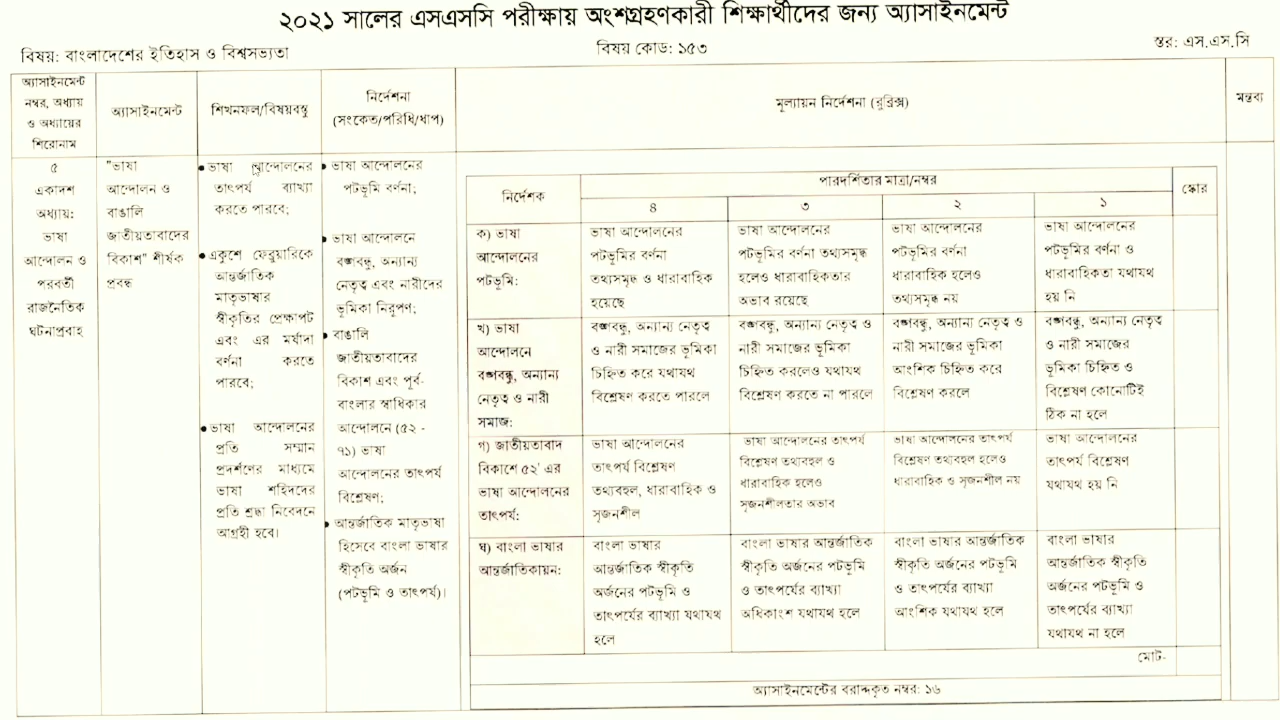 ২০২১ সালের এসএসসি পরীক্ষায় অংশগ্রহণকারী শিক্ষার্থীদের জন্য অ্যাসাইনমেন্ট
বিষয়: বাংলাদেশের ইতিহাস ও বিশ্বসভ্যতা
বিষয় কোড: ১৫৩
স্তর: এস.এস.সি
অ্যাসাইনমেন্ট
নম্বর, অধ্যায়
ও অধ্যায়ের
শিরোনাম
অ্যাসাইনমেন্ট
শিখনফল/বিষয়বস্তু
নির্দেশনা
(সংকেত/পরিধি/ধাপ)
মূল্যায়ন নির্দেশনা (রুব্রিক্স)
মন্তব্য
৫
একাদশ
অধ্যায়:
ভাষা
আন্দোলন ও
পরবর্তী
রাজনৈতিক
ঘটনাপ্রবাহ
"ভাষা
আন্দোলন ও
বাঙালি
জাতীয়তাবাদের
বিকাশ" শীর্ষক
প্রবন্ধ
• ভাষা আন্দোলনের
তাৎপর্য ব্যাখ্যা
করতে পারবে;
• একুশে ফেব্রুয়ারিকে
আন্তর্জাতিক
মাতৃভাষার
স্বীকৃতির প্রেক্ষাপট
এবং এর মর্যাদা
বর্ণনা করতে
পারবে;
• ভাষা আন্দোলনের
প্রতি সম্মান
প্রদর্শণের মাধ্যমে
ভাষা শহিদদের
প্রতি শ্রদ্ধা নিবেদনে
আগ্রহী হবে।
• ভাষা আন্দোলনের
পটভূমি বর্ণনা;
• ভাষা আন্দোলনে
বঙ্গবন্ধু, অন্যান্য
নেতৃত্ব এবং নারীদের
ভূমিকা নিরূপণ;
• বাঙালি
জাতীয়তাবাদের
বিকাশ এবং পূর্ব-
বাংলার স্বাধিকার
আন্দোলনে (৫২ -
৭১) ভাষা
আন্দোলনের তাৎপর্য
বিশ্লেষণ;
• আন্তর্জাতিক মাতৃভাষা
হিসেবে বাংলা ভাষার
স্বীকৃতি অর্জন
(পটভূমি ও তাৎপর্য)।
নির্দেশক
পারদর্শিতার মাত্রা/নম্বর
স্কোর
৪
৩
২
১
ক) ভাষা
আন্দোলনের
পটভূমি:
ভাষা আন্দোলনের
পটভূমির বর্ণনা
তথ্যসমৃদ্ধ ও ধারাবাহিক
হয়েছে
ভাষা আন্দোলনের
পটভূমির বর্ণনা তথ্যসমৃদ্ধ
হলেও ধারাবাহিকতার
অভাব রয়েছে
ভাষা আন্দোলনের
পটভূমির বর্ণনা
ধারাবাহিক হলেও
তথ্যসমৃদ্ধ নয়
ভাষা আন্দোলনের
পটভূমির বর্ণনা ও
ধারাবাহিকতা যথাযথ
হয় নি
খ) ভাষা
আন্দোলনে
বঙ্গবন্ধু, অন্যান্য
নেতৃত্ব ও নারী
সমাজ:
বঙ্গবন্ধু, অন্যান্য নেতৃত্ব
ও নারী সমাজের ভূমিকা
চিহ্নিত করে যথাযথ
বিশ্লেষণ করতে পারলে
বঙ্গবন্ধু, অন্যান্য নেতৃত্ব ও
নারী সমাজের ভূমিকা
চিহ্নিত করলেও যথাযথ
বিশ্লেষণ করতে না পারলে
বঙ্গবন্ধু, অন্যান্য নেতৃত্ব ও
নারী সমাজের ভূমিকা
আংশিক চিহ্নিত করে
বিশ্লেষণ করলে
বঙ্গবন্ধু, অন্যান্য নেতৃত্ব
ও নারী সমাজের
ভূমিকা চিহ্নিত ও
বিশ্লেষণ কোনোটিই
ঠিক না হলে
গ) জাতীয়তাবাদ
বিকাশে ৫২' এর
ভাষা আন্দোলনের
তাৎপর্য:
ভাষা আন্দোলনের
তাৎপর্য বিশ্লেষণ
তথ্যবহুল, ধারাবাহিক ও
সৃজনশীল
ভাষা আন্দোলনের তাৎপর্য
বিশ্লেষণ তথ্যবহুল ও
ধারাবাহিক হলেও
সৃজনশীলতার অভাব
ভাষা আন্দোলনের তাৎপর্য
বিশ্লেষণ তথ্যবহুল হলেও
ধারাবাহিক ও সৃজনশীল নয়
ভাষা আন্দোলনের
তাৎপর্য বিশ্লেষণ
যথাযথ হয় নি
ঘ) বাংলা ভাষার
আন্তর্জাতিকায়ন:
বাংলা ভাষার
আন্তর্জাতিক স্বীকৃতি
অর্জনের পটভূমি ও
তাৎপর্যের ব্যাখ্যা যথাযথ
হলে
বাংলা ভাষার আন্তর্জাতিক
স্বীকৃতি অর্জনের পটভূমি
ও তাৎপর্যের ব্যাখ্যা
অধিকাংশ যথাযথ হলে
বাংলা ভাষার আন্তর্জাতিক
স্বীকৃতি অর্জনের পটভূমি
ও তাৎপর্যের ব্যাখ্যা
আংশিক যথাযথ হলে
বাংলা ভাষার
আন্তর্জাতিক স্বীকৃতি
অর্জনের পটভূমি ও
তাৎপর্যের ব্যাখ্যা
যথাযথ না হলে
মোট-
অ্যাসাইনমেন্টের বরাদ্দকৃত নম্বর: ১৬